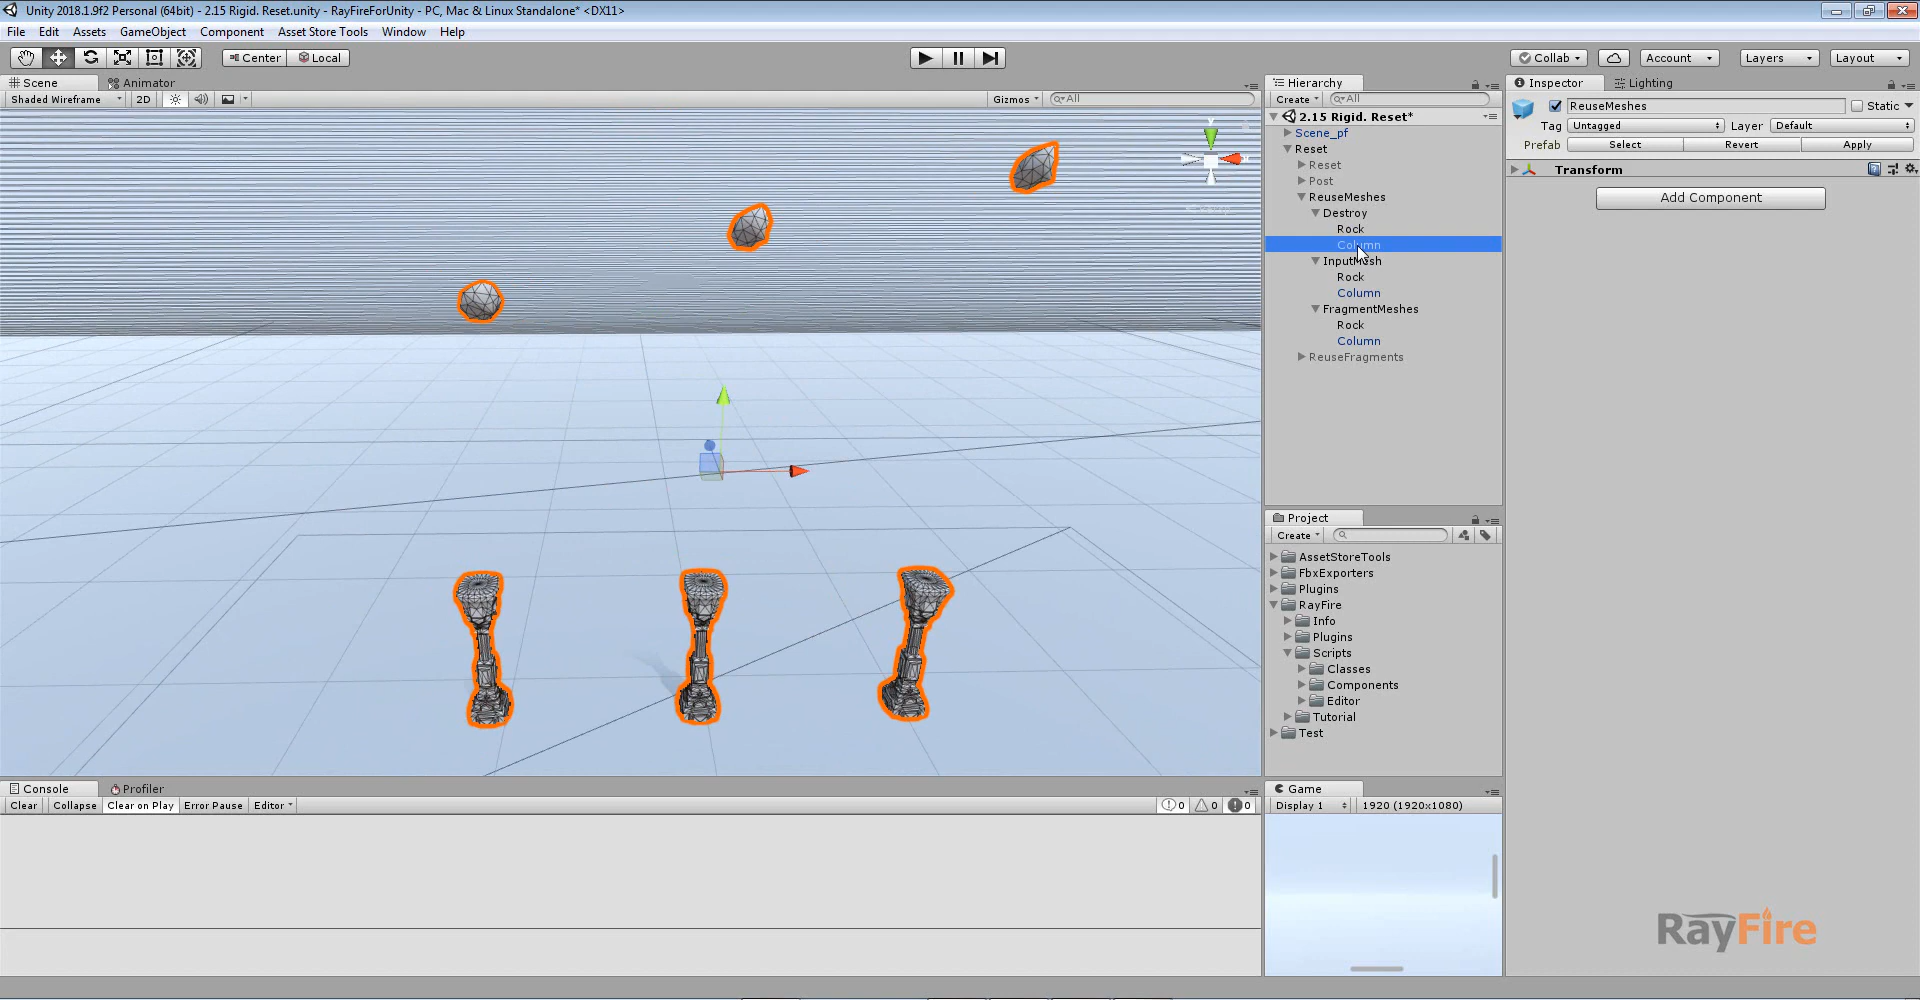 Unity 2018.1.9f2 Personal (64bit) - 2.15 Rigid. Reset.unity - RayFireForUnity - PC, Mac & Linux Standalone* <DX11>
File Edit Assets GameObject Component Asset Store Tools Window Help
Center Local Collab Account Layers Layout
Scene Animator
Shaded Wireframe 2D Gizmos All
Hierarchy
Create All
2.15 Rigid. Reset*
Scene_pf
Reset
Reset
Post
ReuseMeshes
Destroy
Rock
Column
InputMesh
Rock
Column
FragmentMeshes
Rock
Column
ReuseFragments
Inspector Lighting
ReuseMeshes Static
Tag Untagged Layer Default
Prefab Select Revert Apply
Transform
Add Component
y
Project
Create
AssetStoreTools
FbxExporters
Plugins
RayFire
Info
Plugins
Scripts
Classes
Components
Editor
Tutorial
Test
Console Profiler
Clear Collapse Clear on Play Error Pause Editor 0 0 0
Game
Display 1 1920 (1920x1080)
RayFire